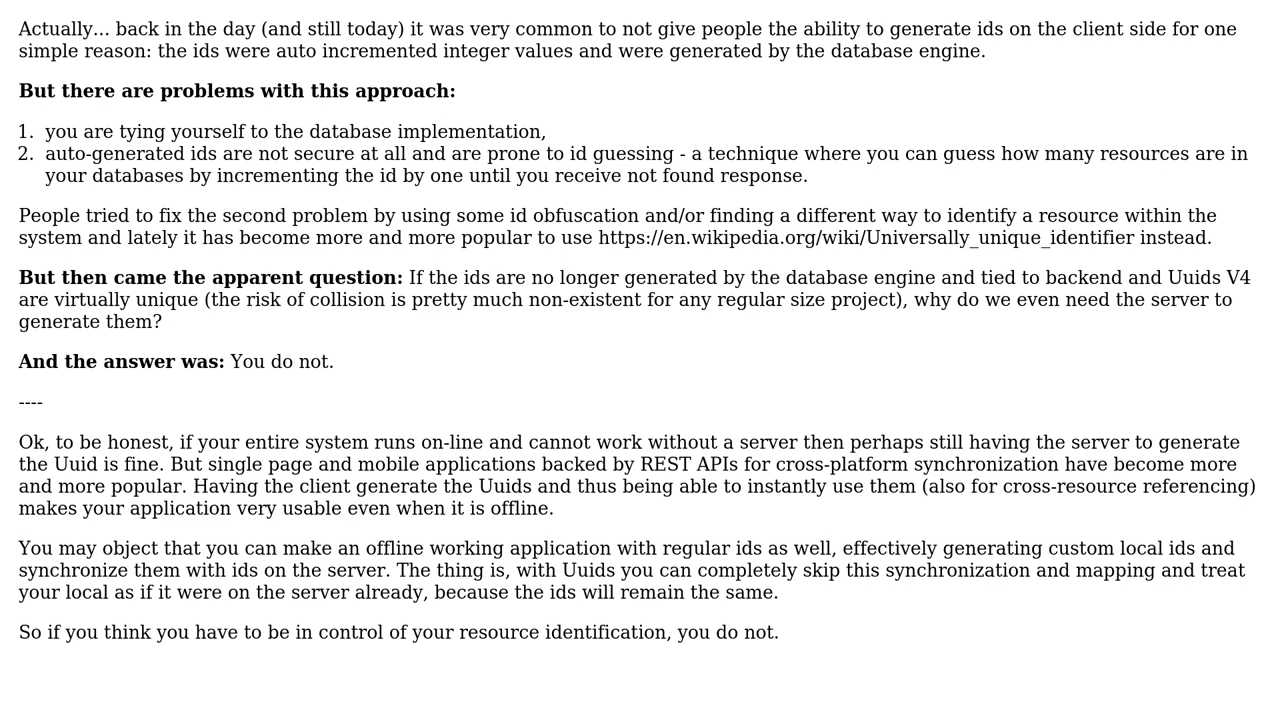 Actually... back in the day (and still today) it was very common to not give people the ability to generate ids on the client side for one
simple reason: the ids were auto incremented integer values and were generated by the database engine.
But there are problems with this approach:
1. you are tying yourself to the database implementation,
2. auto-generated ids are not secure at all and are prone to id guessing - a technique where you can guess how many resources are in
your databases by incrementing the id by one until you receive not found response.
People tried to fix the second problem by using some id obfuscation and/or finding a different way to identify a resource within the
system and lately it has become more and more popular to use https://en.wikipedia.org/wiki/Universally_unique_identifier instead.
But then came the apparent question: If the ids are no longer generated by the database engine and tied to backend and Uuids V4
are virtually unique (the risk of collision is pretty much non-existent for any regular size project), why do we even need the server to
generate them?
And the answer was: You do not.
----
Ok, to be honest, if your entire system runs on-line and cannot work without a server then perhaps still having the server to generate
the Uuid is fine. But single page and mobile applications backed by REST APIs for cross-platform synchronization have become more
and more popular. Having the client generate the Uuids and thus being able to instantly use them (also for cross-resource referencing)
makes your application very usable even when it is offline.
You may object that you can make an offline working application with regular ids as well, effectively generating custom local ids and
synchronize them with ids on the server. The thing is, with Uuids you can completely skip this synchronization and mapping and treat
your local as if it were on the server already, because the ids will remain the same.
So if you think you have to be in control of your resource identification, you do not.